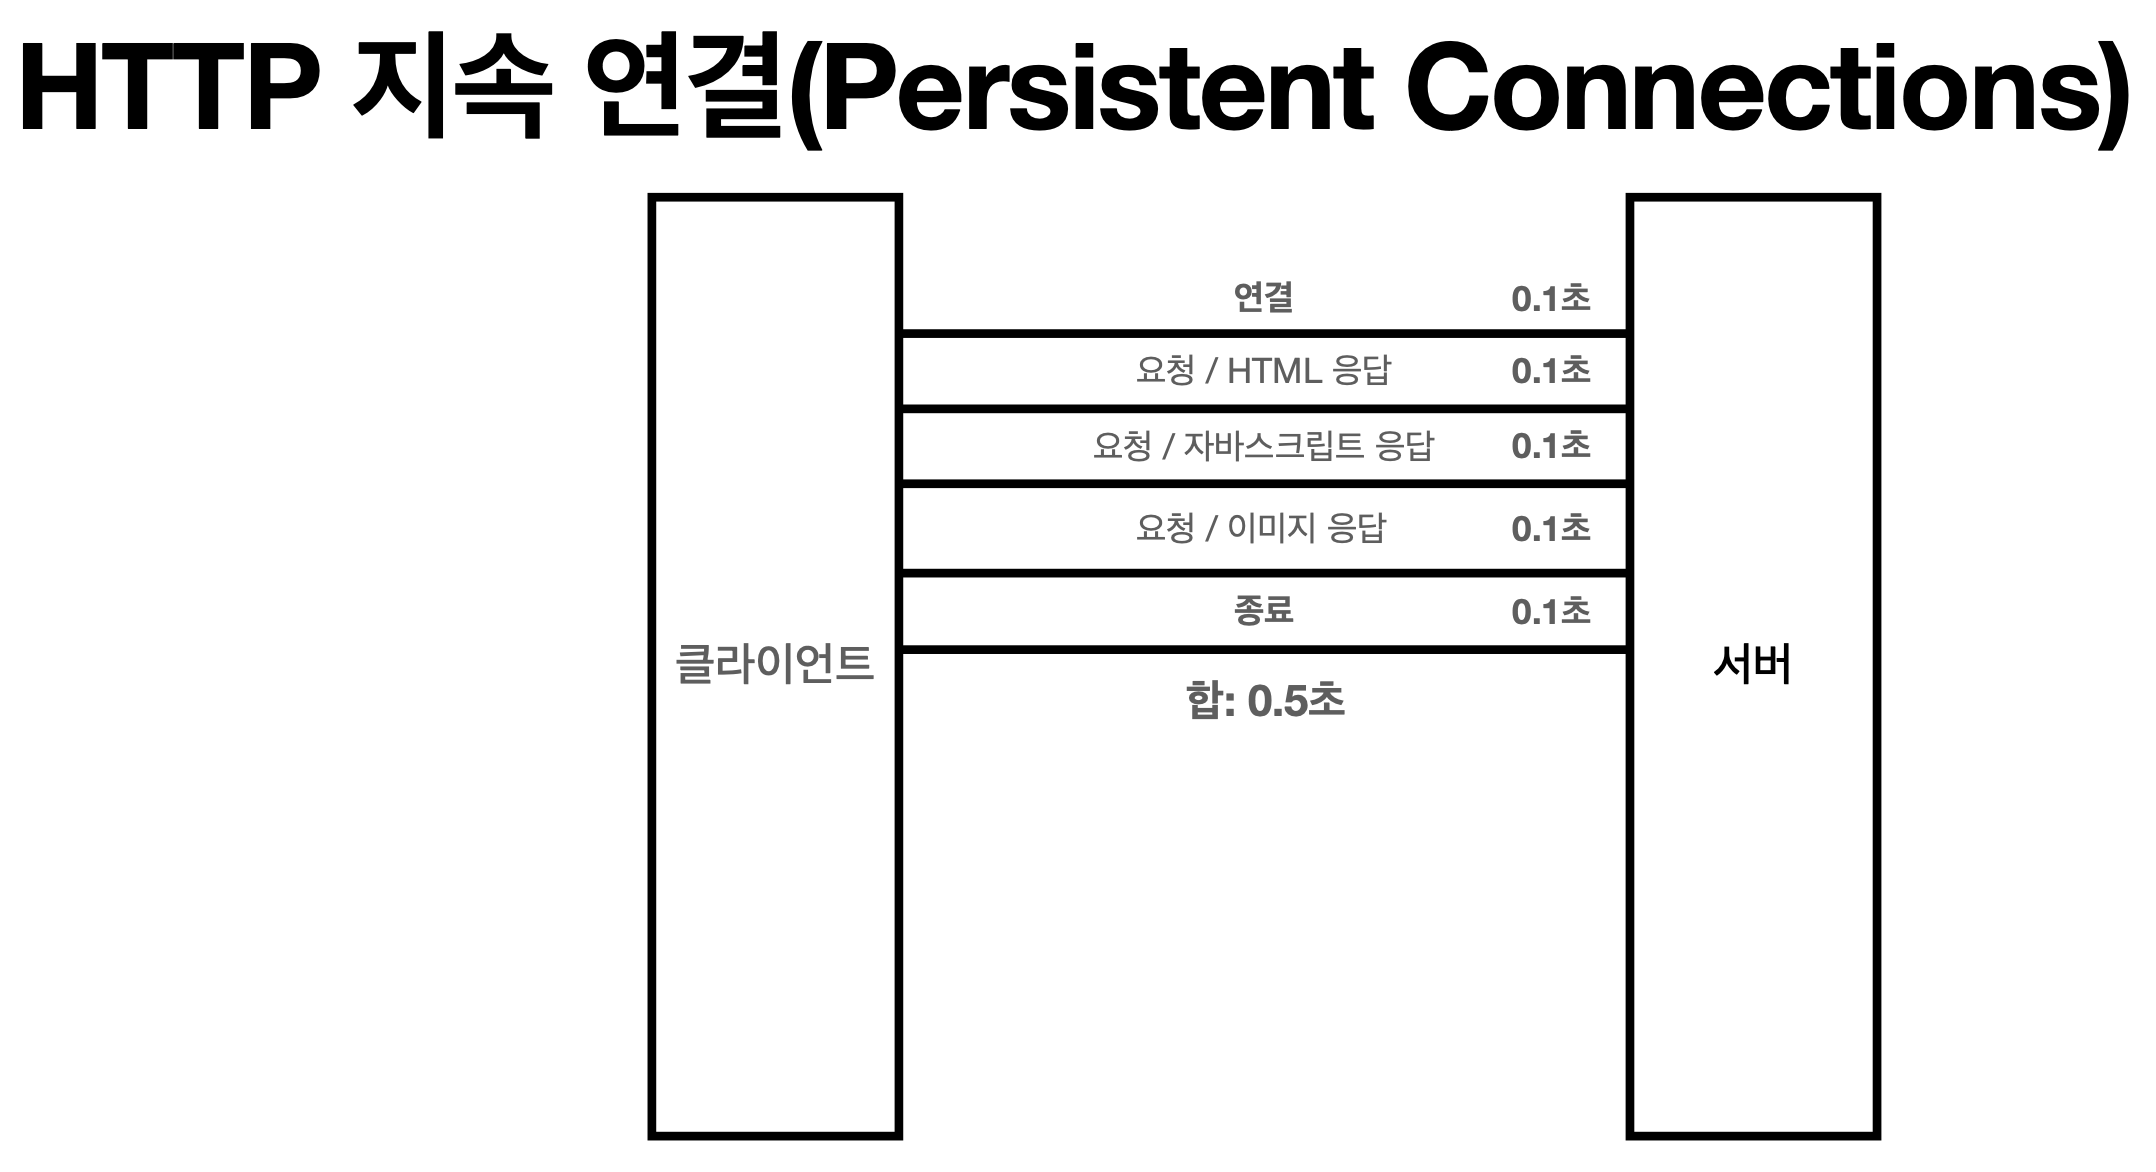 HTTP 지속 연결(Persistent Connections)
연결 0.1초
요청 / HTML 응답 0.1초
요청 / 자바스크립트 응답 0.1초
요청 / 이미지 응답 0.1초
종료 0.1초
클라이언트
서버
합: 0.5초